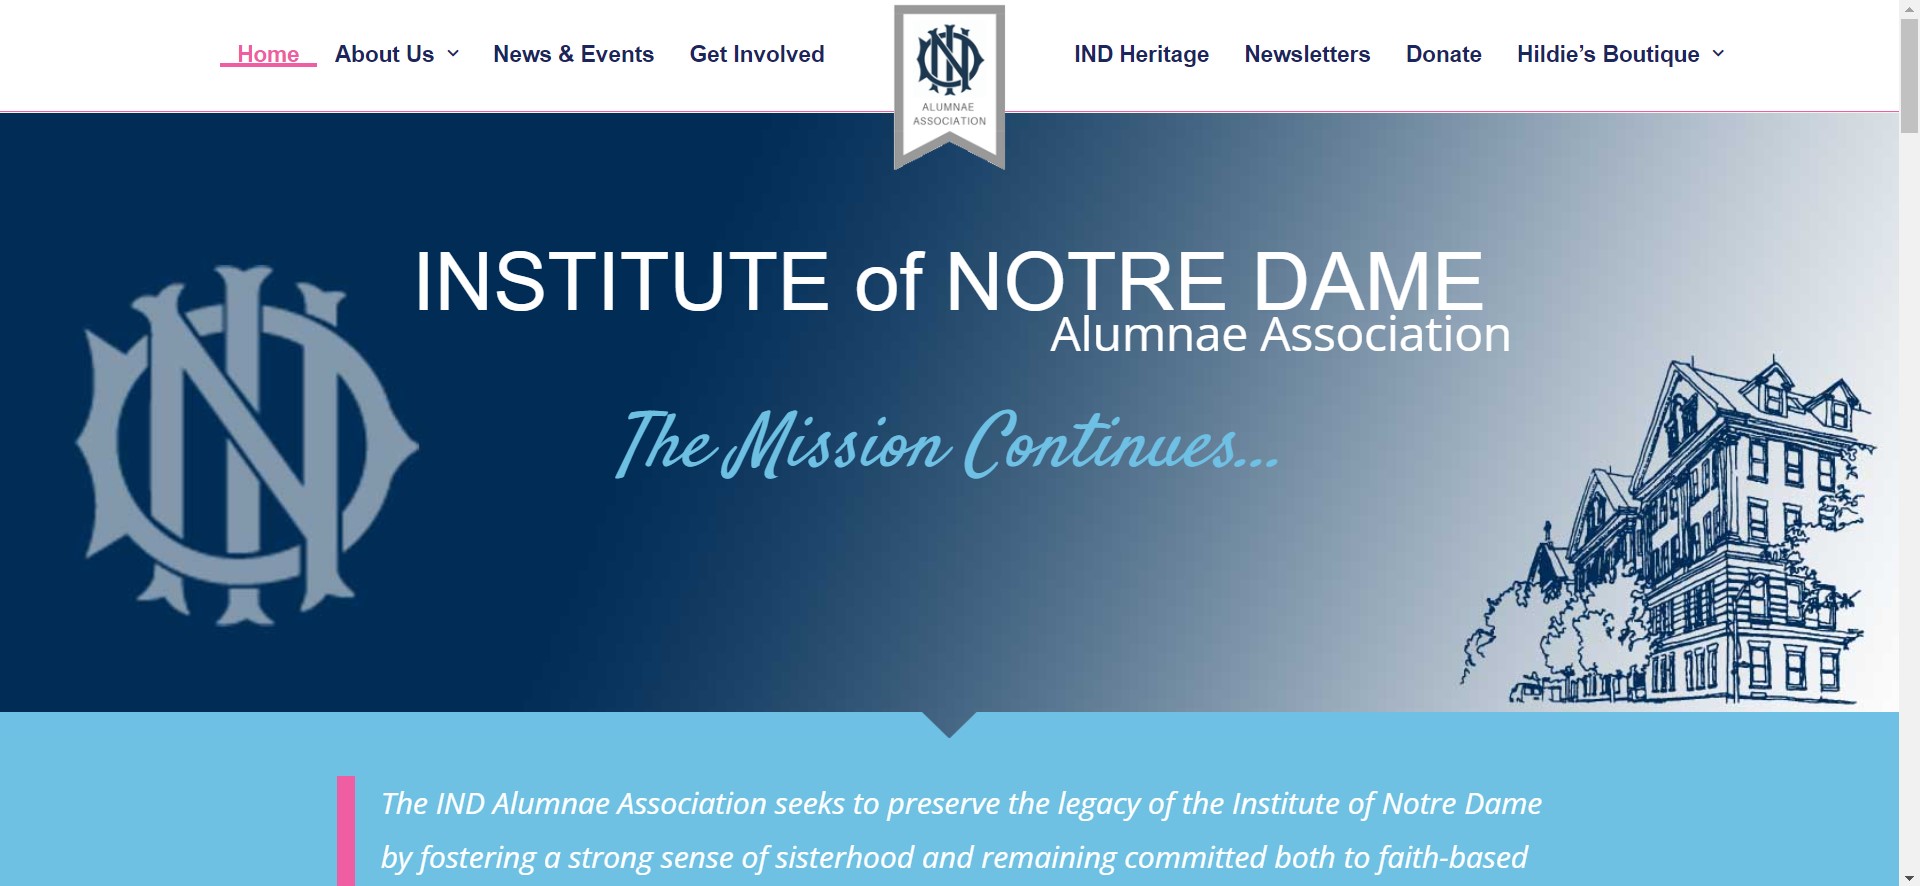 Home
About Us
News & Events
Get Involved
ALUMNAE
ASSOCIATION
IND Heritage
Newsletters
Donate
Hildie’s Boutique
INSTITUTE of NOTRE DAME
Alumnae Association
The Mission Continues...
The IND Alumnae Association seeks to preserve the legacy of the Institute of Notre Dame
by fostering a strong sense of sisterhood and remaining committed both to faith-based